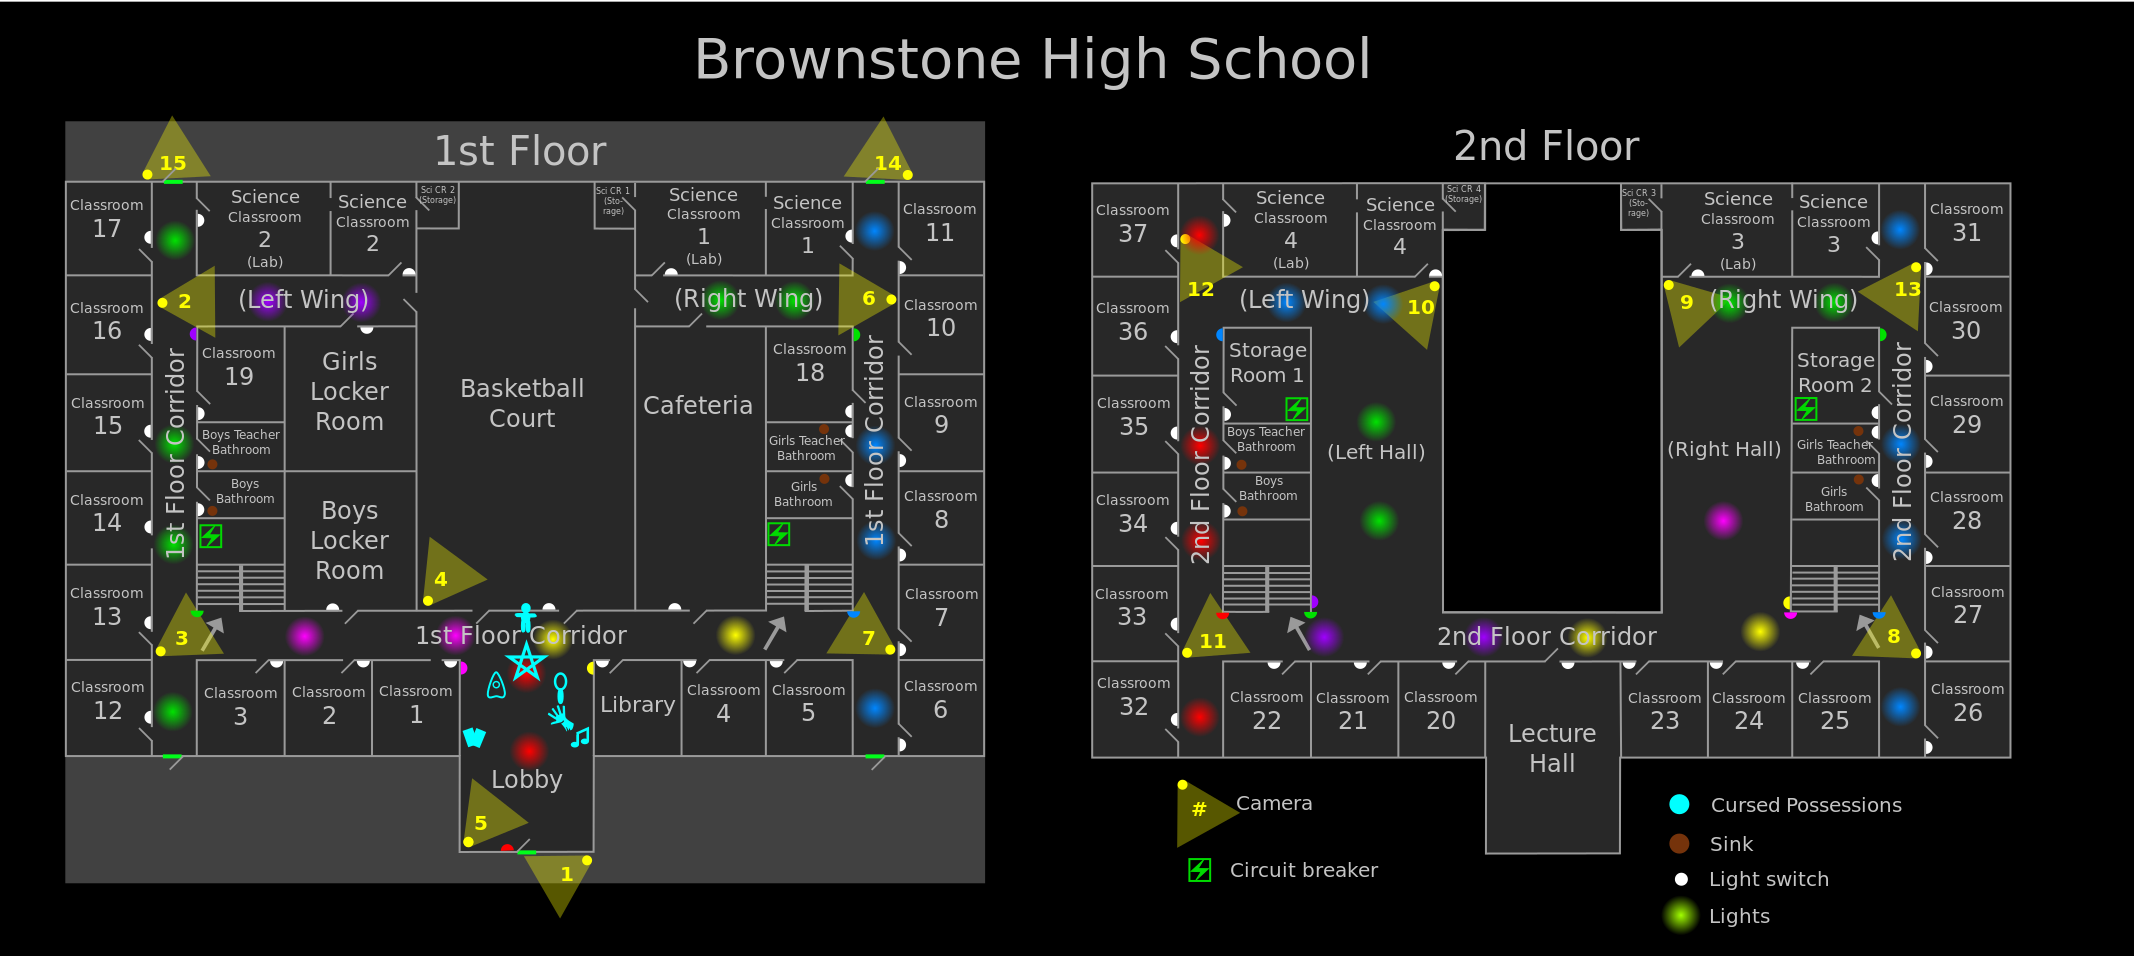 Brownstone High School
1st Floor
15
14
Classroom
17
Science
Classroom
2
(Lab)
Science
Classroom
2
Sci CR 2
(Storage)
Sci CR 1
(Sto-
rage)
Science
Classroom
1
(Lab)
Science
Classroom
1
Classroom
11
Classroom
16
2
(Left Wing)
(Right Wing)
6
Classroom
10
Classroom
19
Girls
Locker
Room
Basketball
Court
Cafeteria
Classroom
18
1st Floor Corridor
1st Floor Corridor
Classroom
15
Classroom
9
Boys Teacher
Bathroom
Girls Teacher
Bathroom
Classroom
14
Boys
Bathroom
Boys
Locker
Room
Girls
Bathroom
Classroom
8
4
Classroom
13
3
1st Floor Corridor
7
Classroom
7
Classroom
12
Classroom
3
Classroom
2
Classroom
1
Library
Classroom
4
Classroom
5
Classroom
6
Lobby
5
1
2nd Floor
Classroom
37
Science
Classroom
4
(Lab)
Science
Classroom
4
Sci CR 4
(Storage)
Sci CR 3
(Sto-
rage)
Science
Classroom
3
(Lab)
Science
Classroom
3
Classroom
31
12
Classroom
36
(Left Wing)
10
9
(Right Wing)
13
Classroom
30
Storage
Room 1
Storage
Room 2
2nd Floor Corridor
2nd Floor Corridor
Classroom
35
Classroom
29
Boys Teacher
Bathroom
(Left Hall)
(Right Hall)
Girls Teacher
Bathroom
Classroom
34
Boys
Bathroom
Girls
Bathroom
Classroom
28
Classroom
33
11
2nd Floor Corridor
8
Classroom
27
Classroom
32
Classroom
22
Classroom
21
Classroom
20
Lecture
Hall
Classroom
23
Classroom
24
Classroom
25
Classroom
26
# Camera
Circuit breaker
Cursed Possessions
Sink
Light switch
Lights